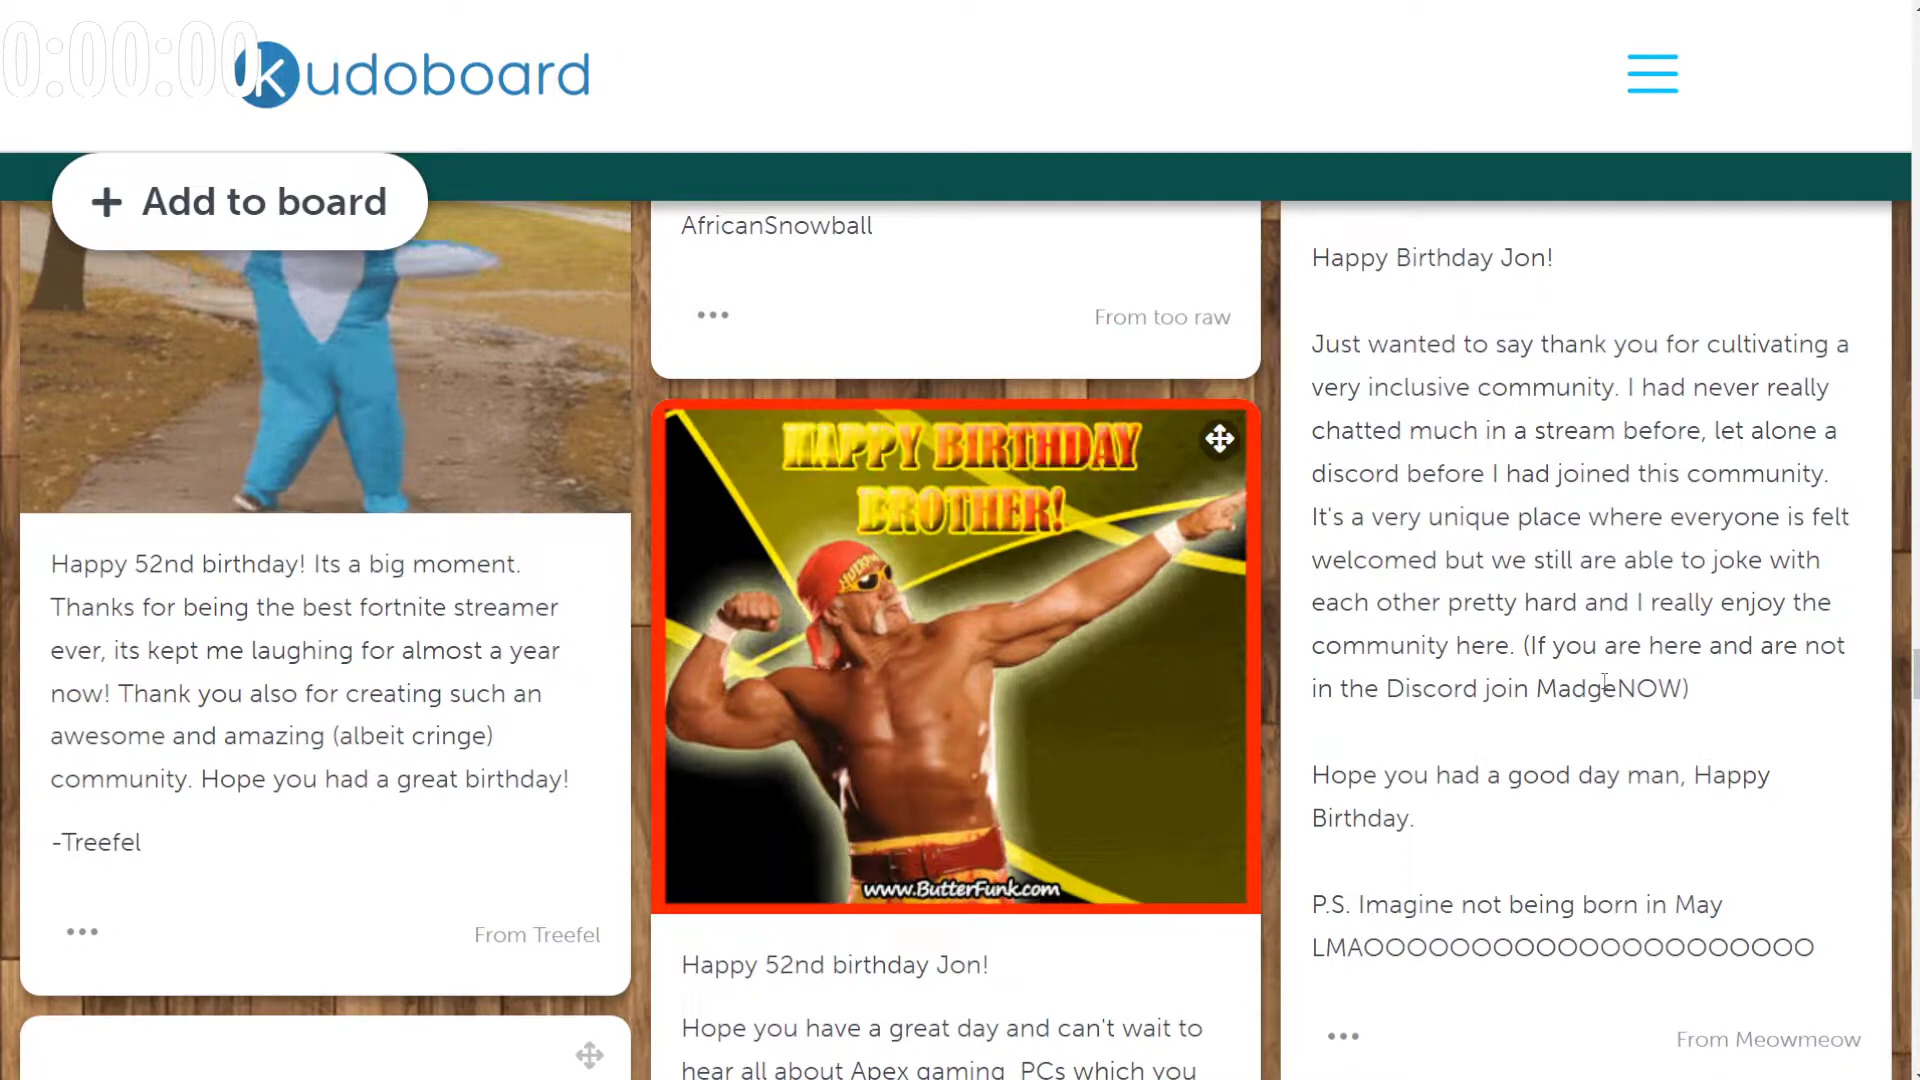 0:00:00
kudoboard
+ Add to board
Happy 52nd birthday! Its a big moment.
Thanks for being the best fortnite streamer
ever, its kept me laughing for almost a year
now! Thank you also for creating such an
awesome and amazing (albeit cringe)
community. Hope you had a great birthday!
-Treefel
From Treefel
AfricanSnowball
From too raw
HAPPY BIRTHDAY
BROTHER!
www.ButterFunk.com
Happy 52nd birthday Jon!
Hope you have a great day and can't wait to
hear all about Apex gaming PCs which you
Happy Birthday Jon!
Just wanted to say thank you for cultivating a
very inclusive community. I had never really
chatted much in a stream before, let alone a
discord before I had joined this community.
It's a very unique place where everyone is felt
welcomed but we still are able to joke with
each other pretty hard and I really enjoy the
community here. (If you are here and are not
in the Discord join MadgeNOW)
Hope you had a good day man, Happy
Birthday.
P.S. Imagine not being born in May
LMAOOOOOOOOOOOOOOOOOOOOO
From Meowmeow